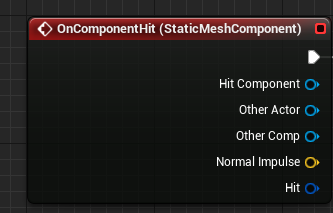 OnComponentHit (StaticMeshComponent)
Hit Component
Other Actor
Other Comp
Normal Impulse
Hit